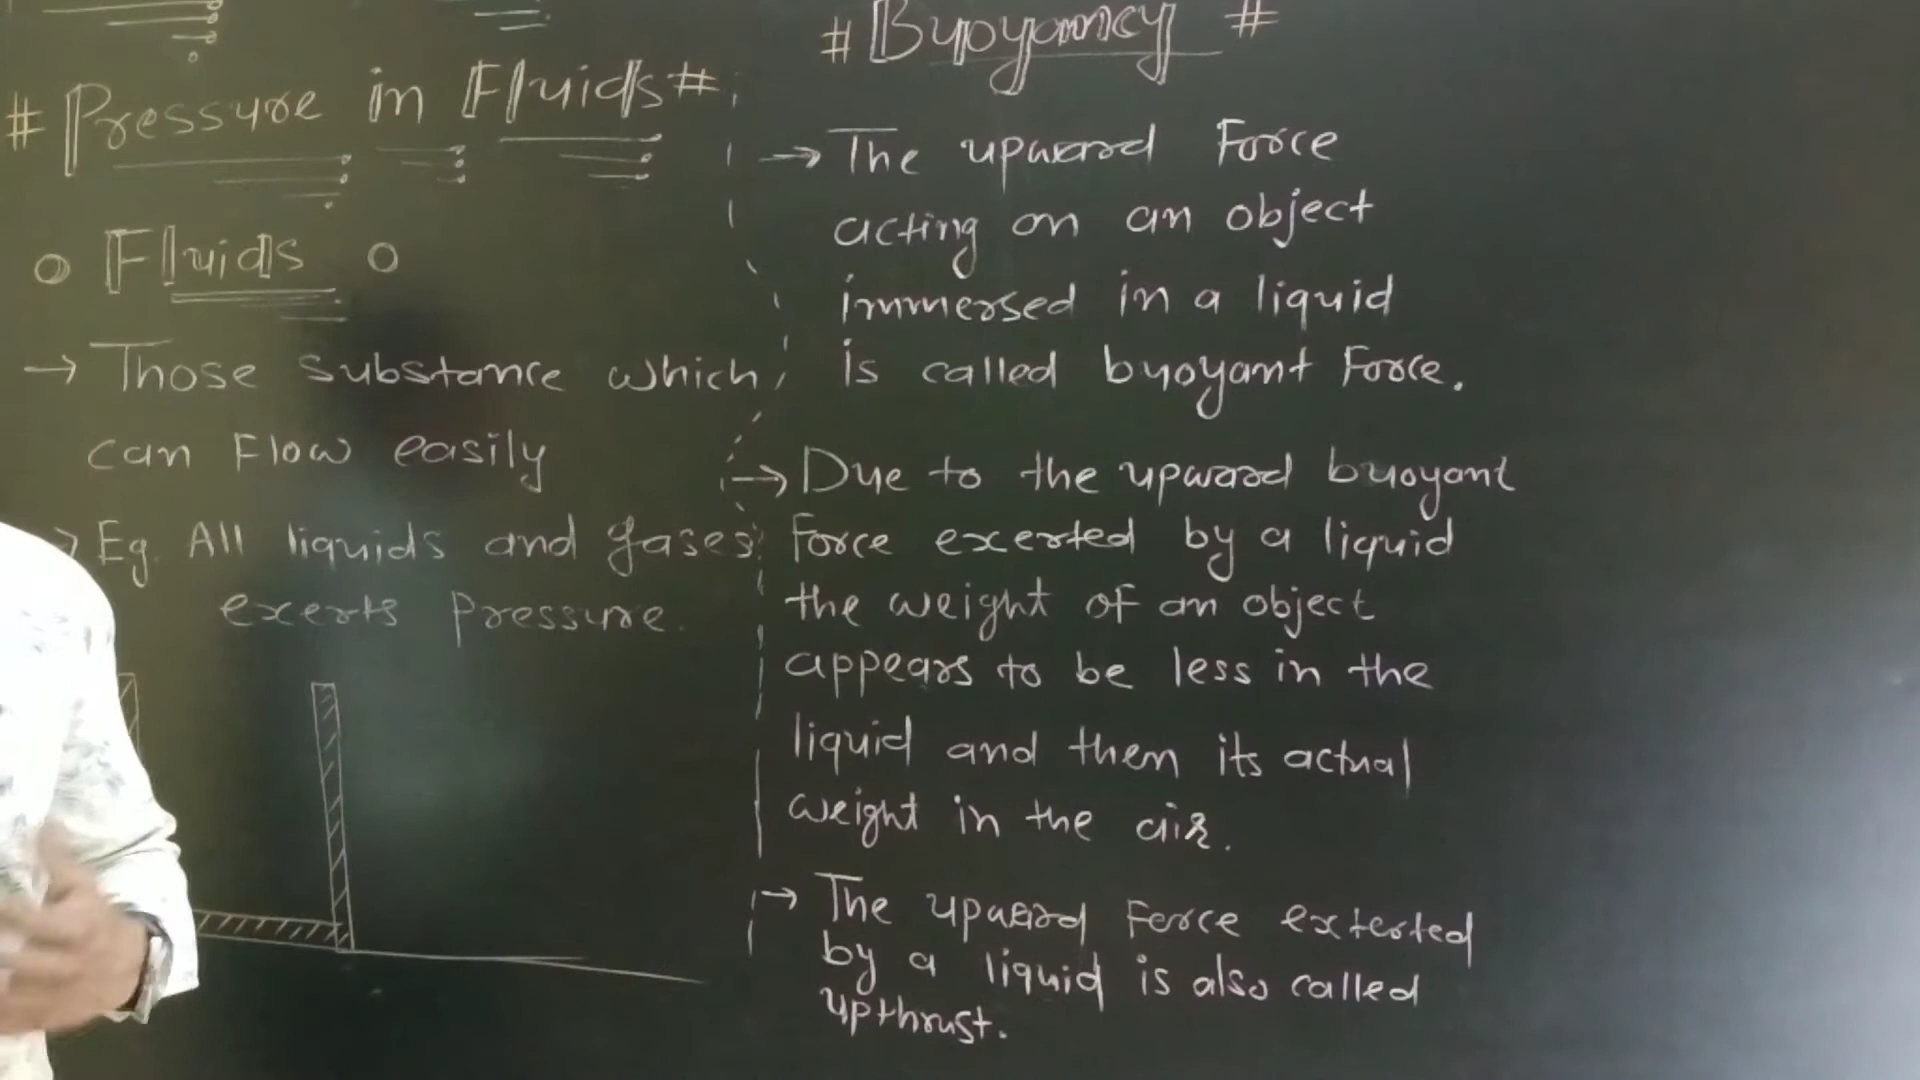 # Pressure in Fluids #
o Fluids o
→ Those substance which
can Flow easily
→ Eg. All liquids and gases
exerts pressure.
# Buoyancy #
→ The upward Force
acting on an object
immersed in a liquid
is called buoyant Force.
→ Due to the upward buoyant
Force exerted by a liquid
the weight of an object
appears to be less in the
liquid and them its actual
weight in the air.
→ The upward Force exterted
by a liquid is also called
upthrust.